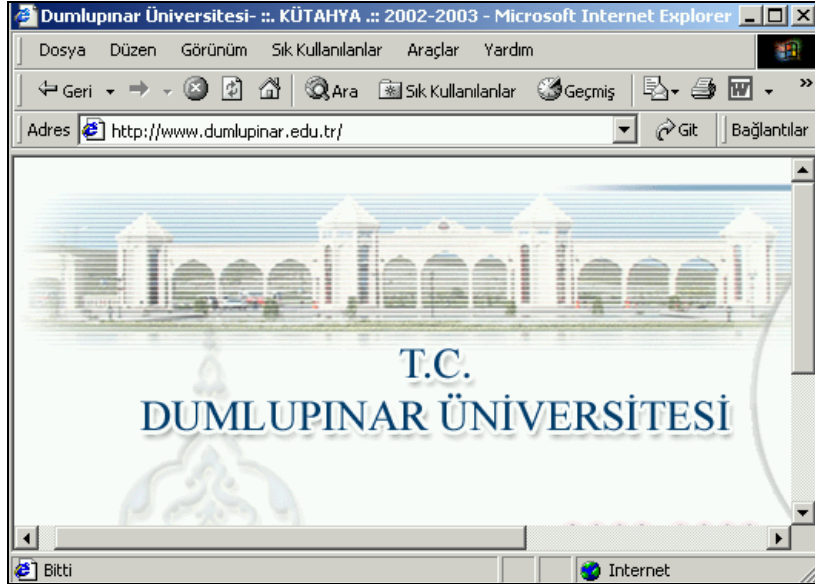 Dumlupınar Üniversitesi- ::. KÜTAHYA .:: 2002-2003 - Microsoft Internet Explorer
Dosya Düzen Görünüm Sık Kullanılanlar Araçlar Yardım
Geri Ara Sık Kullanılanlar Geçmiş »
Adres http://www.dumlupinar.edu.tr/ Git Bağlantılar
T.C.
DUMLUPINAR ÜNİVERSİTESİ
Bitti Internet